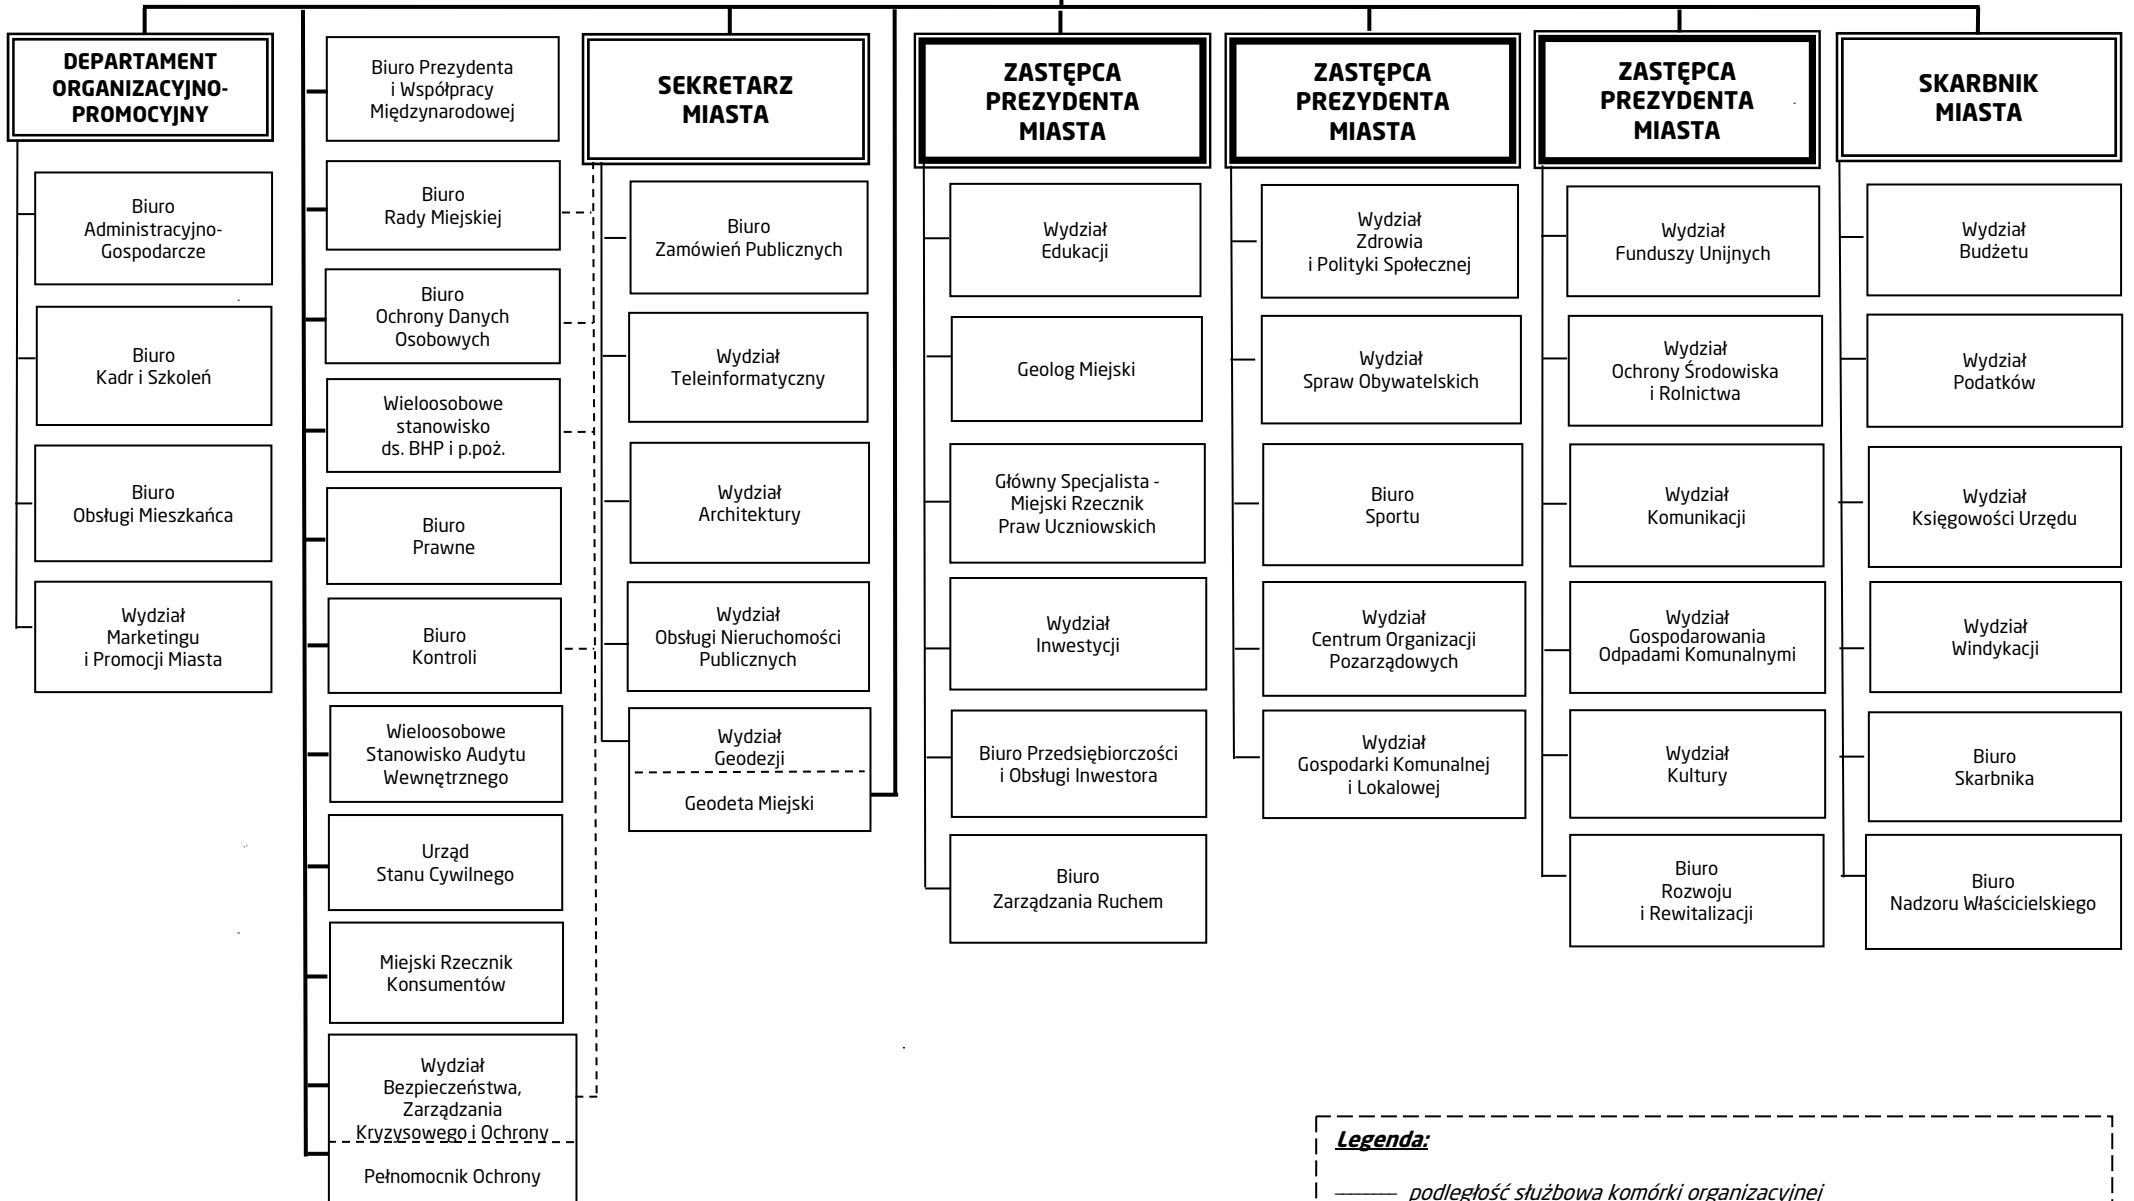 DEPARTAMENT
ORGANIZACYJNO-
PROMOCYJNY
Biuro
Administracyjno-
Gospodarcze
Biuro
Kadr i Szkoleń
Biuro
Obsługi Mieszkańca
Wydział
Marketingu
i Promocji Miasta
Biuro Prezydenta
i Współpracy
Międzynarodowej
Biuro
Rady Miejskiej
Biuro
Ochrony Danych
Osobowych
Wieloosobowe
stanowisko
ds. BHP i p.poż.
Biuro
Prawne
Biuro
Kontroli
Wieloosobowe
Stanowisko Audytu
Wewnętrznego
Urząd
Stanu Cywilnego
Miejski Rzecznik
Konsumentów
Wydział
Bezpieczeństwa,
Zarządzania
Kryzysowego i Ochrony
Pełnomocnik Ochrony
SEKRETARZ
MIASTA
Biuro
Zamówień Publicznych
Wydział
Teleinformatyczny
Wydział
Architektury
Wydział
Obsługi Nieruchomości
Publicznych
Wydział
Geodezji
Geodeta Miejski
ZASTĘPCA
PREZYDENTA
MIASTA
Wydział
Edukacji
Geolog Miejski
Główny Specjalista -
Miejski Rzecznik
Praw Uczniowskich
Wydział
Inwestycji
Biuro Przedsiębiorczości
i Obsługi Inwestora
Biuro
Zarządzania Ruchem
ZASTĘPCA
PREZYDENTA
MIASTA
Wydział
Zdrowia
i Polityki Społecznej
Wydział
Spraw Obywatelskich
Biuro
Sportu
Wydział
Centrum Organizacji
Pozarządowych
Wydział
Gospodarki Komunalnej
i Lokalowej
ZASTĘPCA
PREZYDENTA
MIASTA
Wydział
Funduszy Unijnych
Wydział
Ochrony Środowiska
i Rolnictwa
Wydział
Komunikacji
Wydział
Gospodarowania
Odpadami Komunalnymi
Wydział
Kultury
Biuro
Rozwoju
i Rewitalizacji
SKARBNIK
MIASTA
Wydział
Budżetu
Wydział
Podatków
Wydział
Księgowości Urzędu
Wydział
Windykacji
Biuro
Skarbnika
Biuro
Nadzoru Właścicielskiego
Legenda:
podległość służbowa komórki organizacyjnej